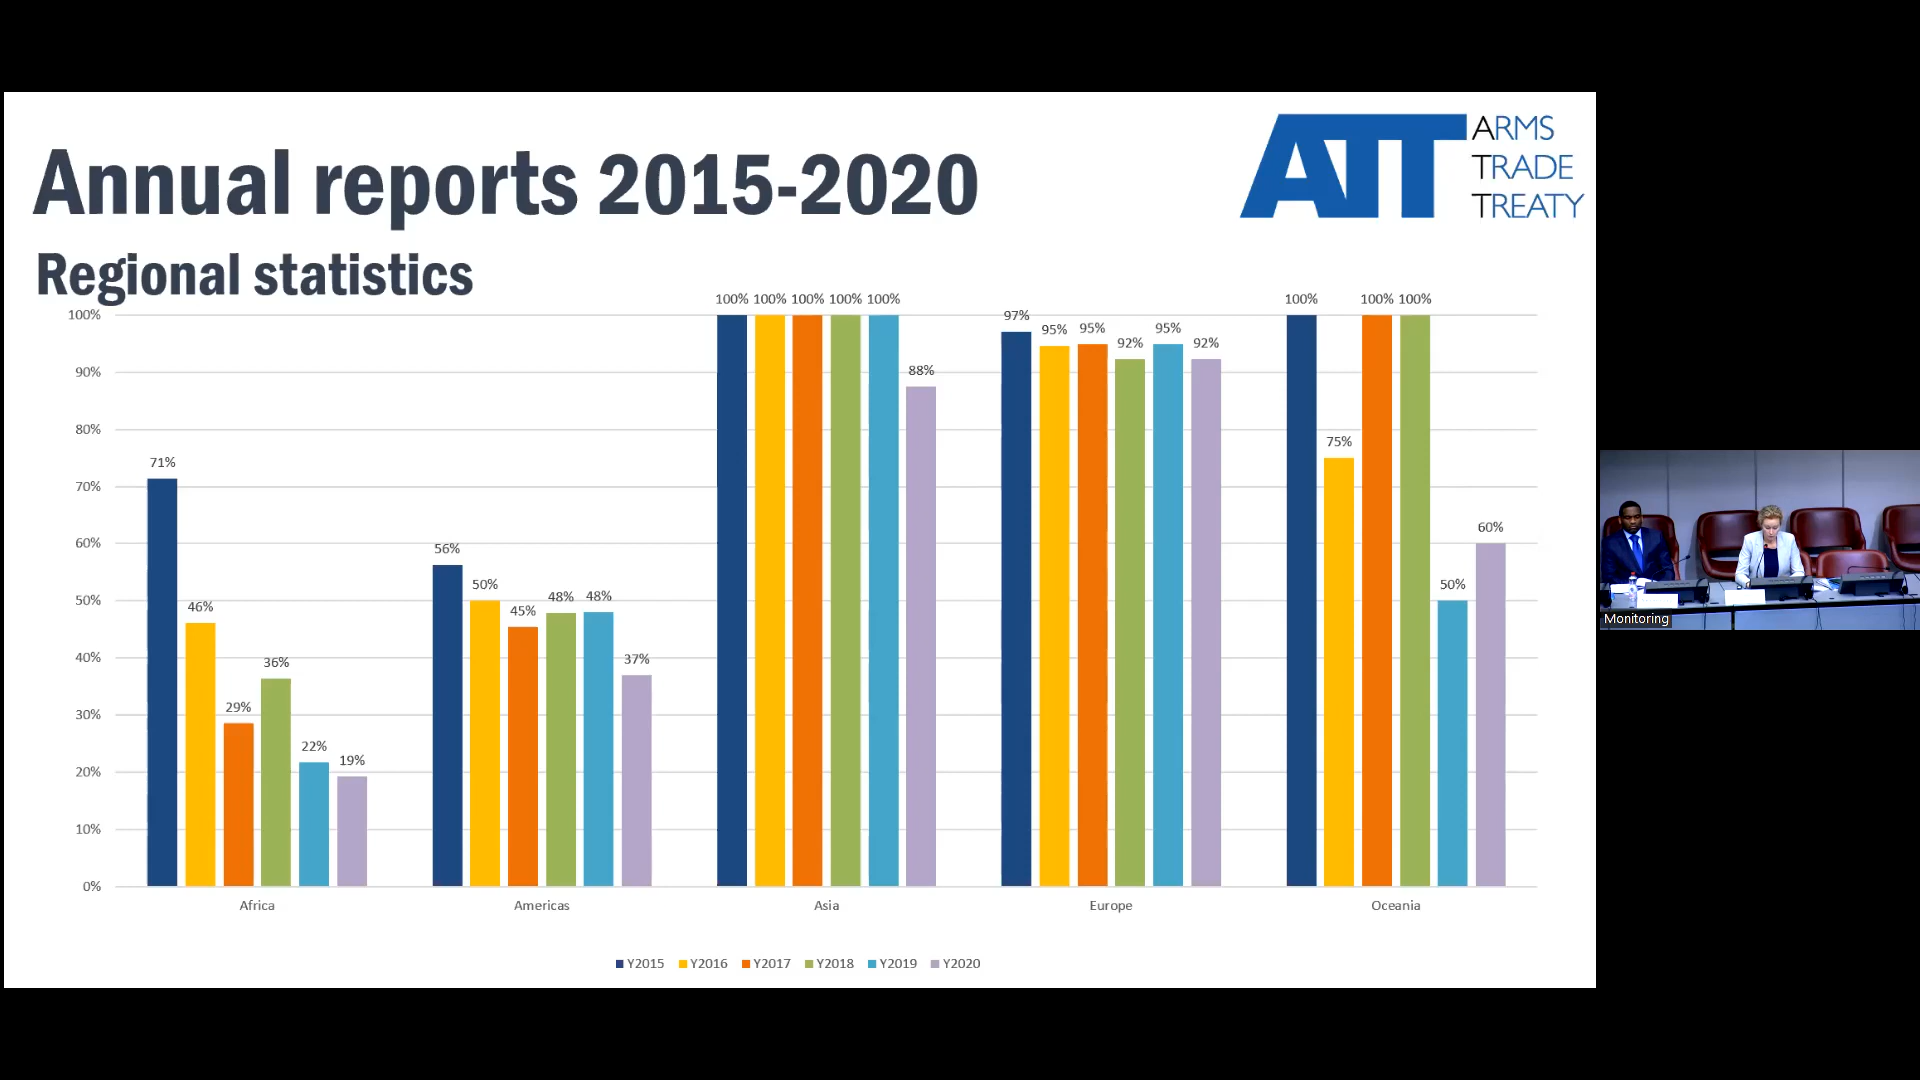 Annual reports 2015-2020
Regional statistics
ATT
ARMS
TRADE
TREATY
100%
90%
80%
70%
60%
50%
40%
30%
20%
10%
0%
71%
46%
29%
36%
22%
19%
56%
50%
45%
48%
48%
37%
100%
100%
100%
100%
100%
88%
97%
95%
95%
92%
95%
92%
100%
75%
100%
100%
50%
60%
Africa
Americas
Asia
Europe
Oceania
Y2015
Y2016
Y2017
Y2018
Y2019
Y2020
Monitoring